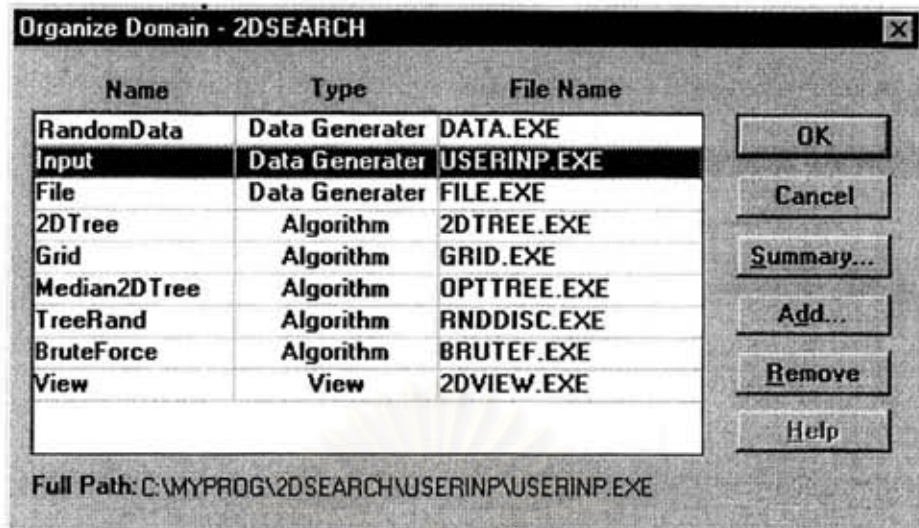 Organize Domain - 2DSEARCH
Name Type File Name
RandomData Data Generater DATA.EXE
Input Data Generater USERINP.EXE
File Data Generater FILE.EXE
2DTree Algorithm 2DTREE.EXE
Grid Algorithm GRID.EXE
Median2DTree Algorithm OPTTREE.EXE
TreeRand Algorithm RNDDISC.EXE
BruteForce Algorithm BRUTEF.EXE
View View 2DVIEW.EXE
OK
Cancel
Summary...
Add...
Remove
Help
Full Path: C:\MYPROG\2DSEARCH\USERINP\USERINP.EXE